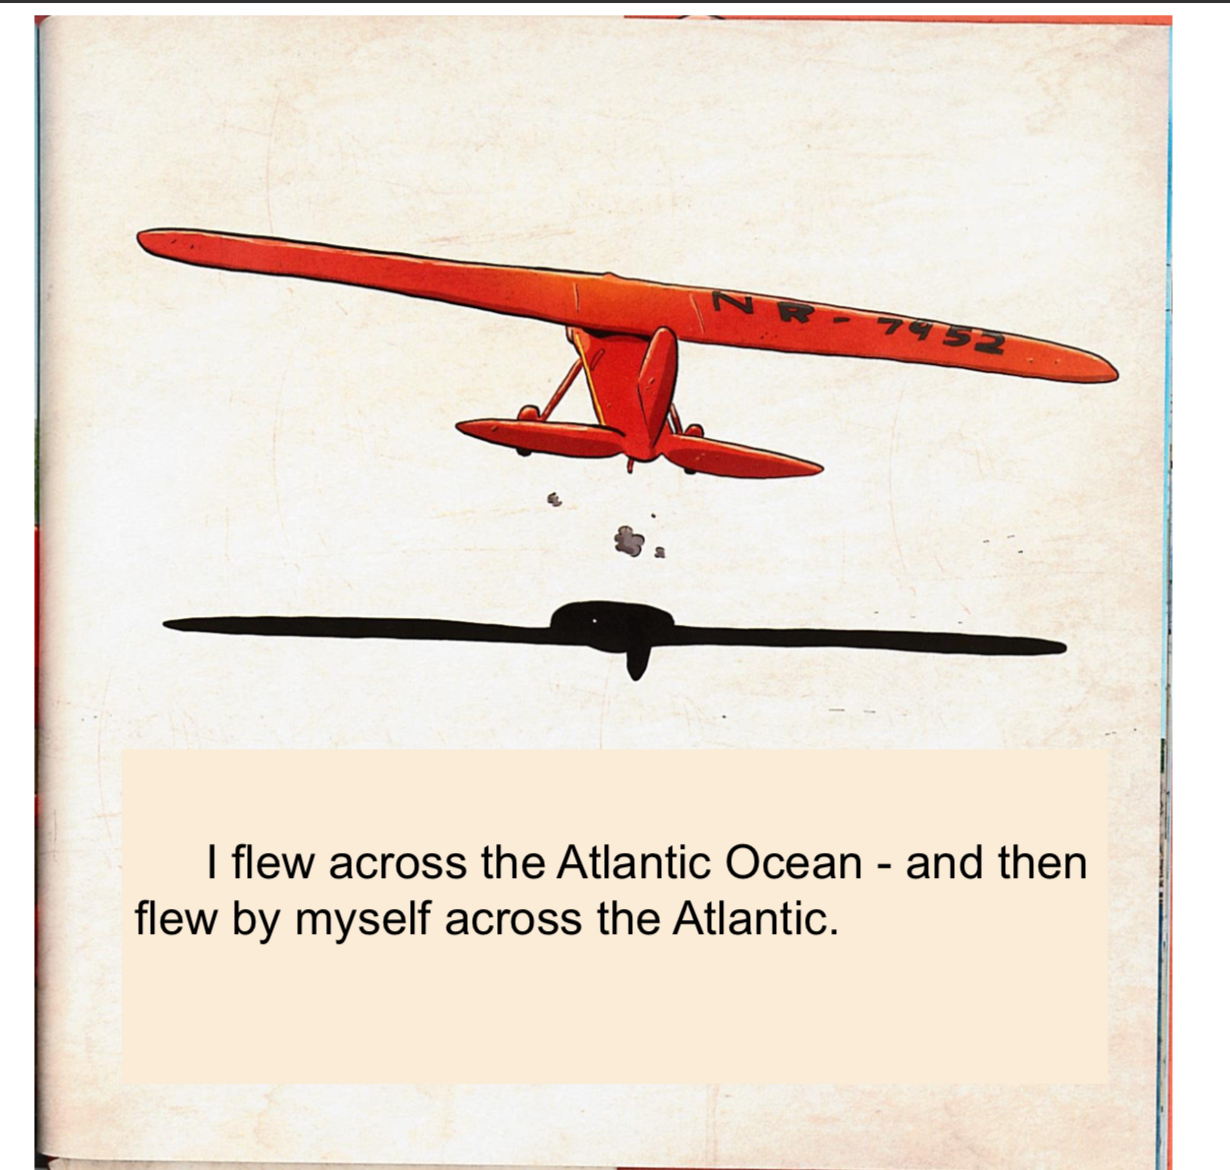 NR-7952
I flew across the Atlantic Ocean - and then
flew by myself across the Atlantic.